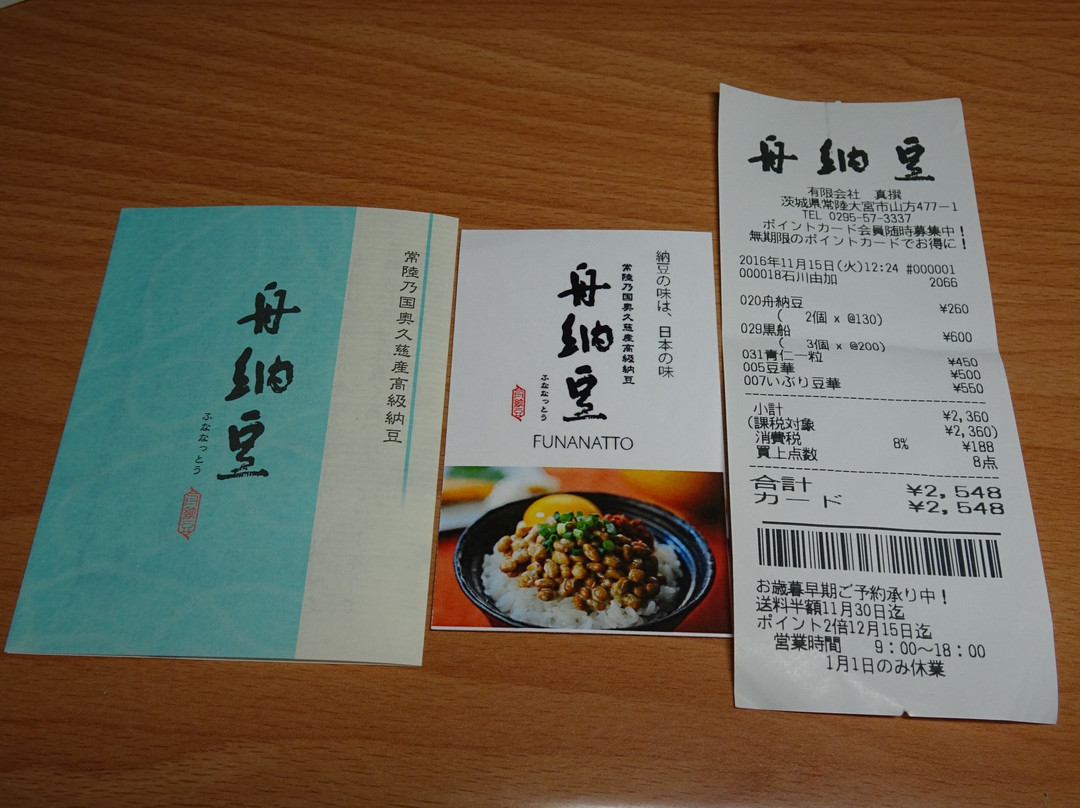 舟納豆
ふななっとう
常陸乃国奥久慈産高級納豆
納豆の味は、日本の味
常陸乃国奥久慈産高級納豆
舟納豆
ふななっとう
FUNANATTO
舟納豆
有限会社 真撰
茨城県常陸大宮市山方477-1
TEL 0295-57-3337
ポイントカード会員随時募集中!
無期限のポイントカードでお得に!
2016年11月15日(火)12:24 #000001
000018石川由加 2066
020舟納豆 ¥260
( 2個 x @130)
029黒船 ¥600
( 3個 x @200)
031青仁一粒 ¥450
005豆華 ¥500
007いぶり豆華 ¥550
小計 ¥2,360
(課税対象 ¥2,360)
消費税 8% ¥188
買上点数 8点
合計 ¥2,548
カード ¥2,548
お歳暮早期ご予約承り中!
送料半額11月30日迄
ポイント2倍12月15日迄
営業時間 9:00~18:00
1月1日のみ休業